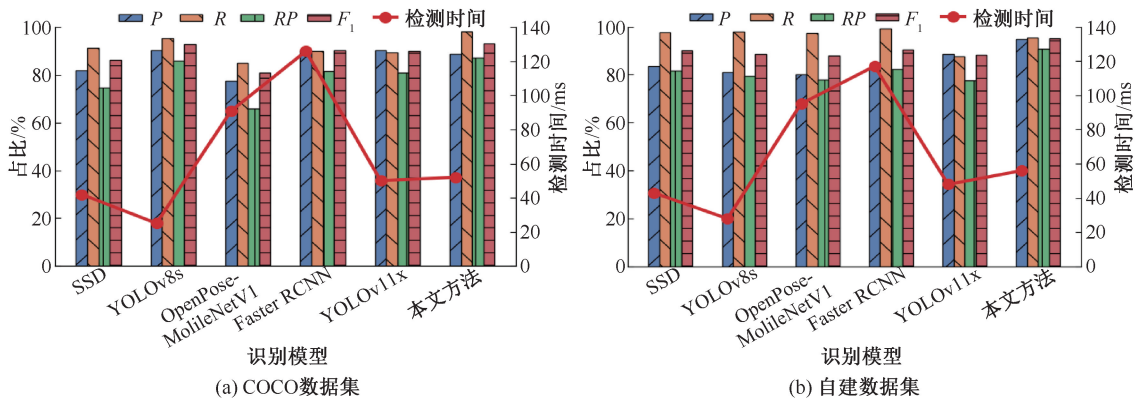 P R RP F₁ 检测时间
100
80
60
40
20
0
占比/%
140
120
100
80
60
40
20
0
检测时间/ms
SSD
YOLOv8s
OpenPose-
MolileNetV1
Faster RCNN
YOLOv11x
本文方法
识别模型
(a) COCO数据集
P R RP F₁ 检测时间
100
80
60
40
20
0
占比/%
140
120
100
80
60
40
20
0
检测时间/ms
SSD
YOLOv8s
OpenPose-
MolileNetV1
Faster RCNN
YOLOv11x
本文方法
识别模型
(b) 自建数据集